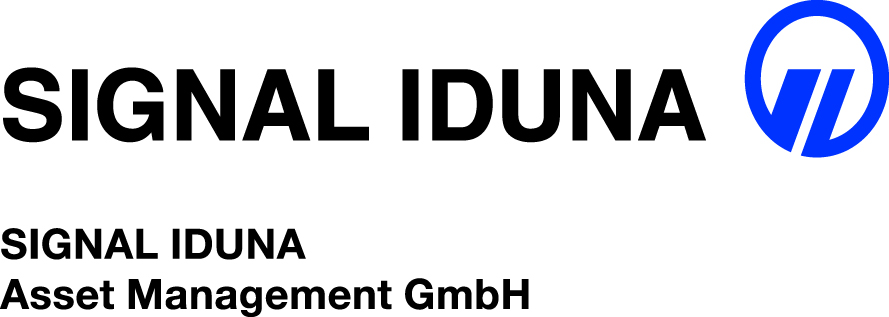 SIGNAL IDUNA
SIGNAL IDUNA
Asset Management GmbH